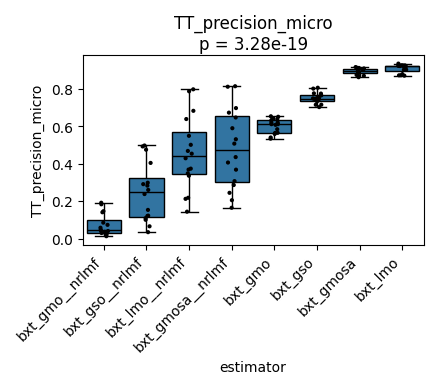 TT_precision_micro
p = 3.28e-19
TT_precision_micro
0.8
0.6
0.4
0.2
0.0
bxt_gmo__nrlmf
bxt_gso__nrlmf
bxt_lmo__nrlmf
bxt_gmosa__nrlmf
bxt_gmo
bxt_gso
bxt_gmosa
bxt_lmo
estimator